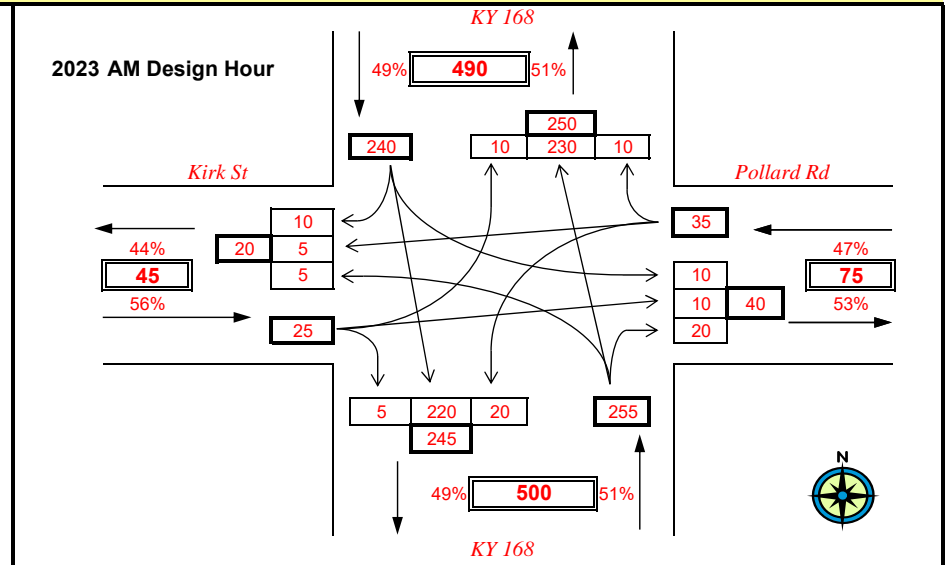 KY 168
2023 AM Design Hour
49% 490 51%
250
240 10 230 10
Kirk St Pollard Rd
10 35
44% 20 5 47%
45 5 10 75
56% 10 40 53%
25 20
5 220 20 255
245
49% 500 51%
N
KY 168